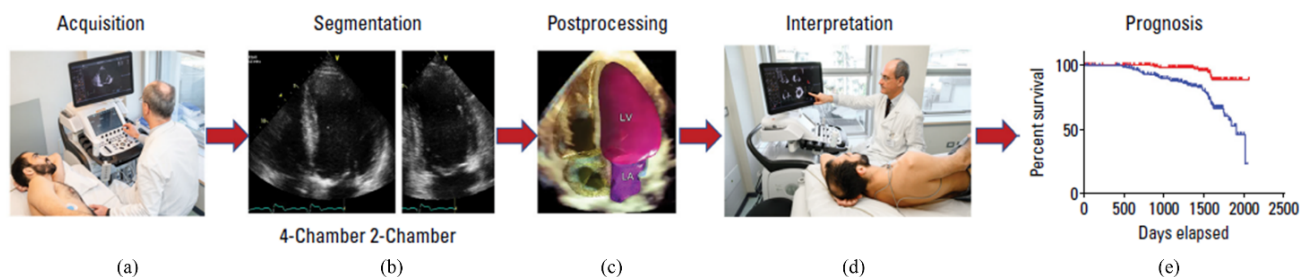 Acquisition
Segmentation
Postprocessing
Interpretation
Prognosis
V
V
LV
LA
4-Chamber 2-Chamber
Percent survival
100
50
0
0 500 1000 1500 2000 2500
Days elapsed
(a)
(b)
(c)
(d)
(e)